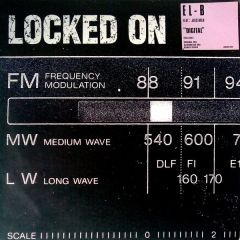 LOCKED ON
EL-B
"DIGITAL"
FM FREQUENCY MODULATION 88 91 94
MW MEDIUM WAVE 540 600 7
DLF FI E1
LW LONG WAVE 160 170
SCALE 0 2